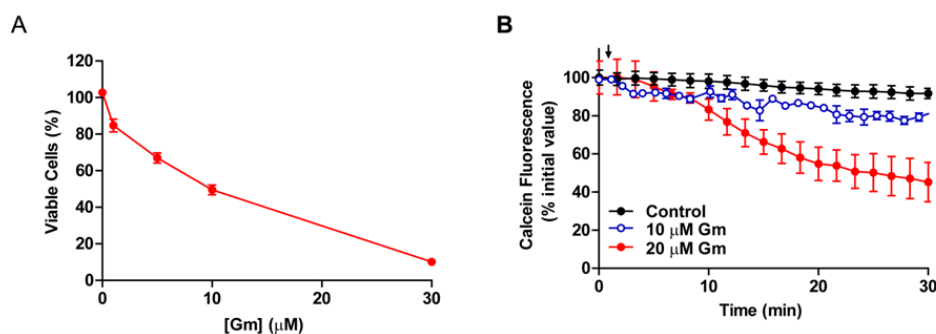 A
B
120
100
80
60
40
20
0
Viable Cells (%)
0
10
20
30
[Gm] (μM)
100
80
60
40
20
0
Calcein Fluorescence
(% initial value)
Control
10 μM Gm
20 μM Gm
0
10
20
30
Time (min)